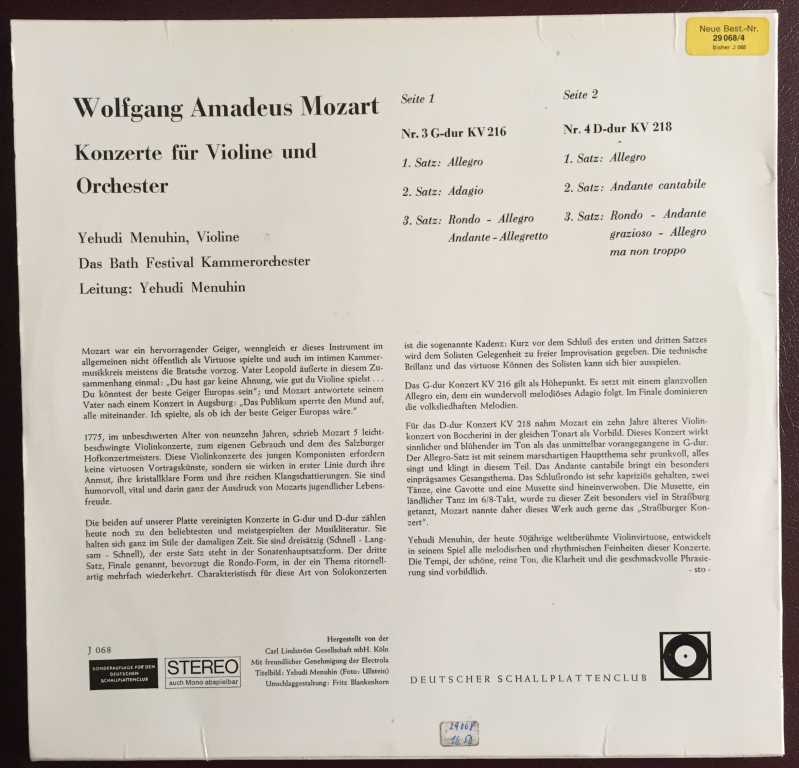 Neue Best.-Nr.
29 068/4
bisher J 068
Wolfgang Amadeus Mozart
Konzerte für Violine und
Orchester
Yehudi Menuhin, Violine
Das Bath Festival Kammerorchester
Leitung: Yehudi Menuhin
Seite 1
Nr. 3 G-dur KV 216
1. Satz: Allegro
2. Satz: Adagio
3. Satz: Rondo - Allegro
Andante - Allegretto
Seite 2
Nr. 4 D-dur KV 218
1. Satz: Allegro
2. Satz: Andante cantabile
3. Satz: Rondo - Andante
grazioso - Allegro
ma non troppo
Mozart war ein hervorragender Geiger, wenngleich er dieses Instrument im
allgemeinen nicht öffentlich als Virtuose spielte und auch im intimen Kammer-
musikkreis meistens die Bratsche vorzog. Vater Leopold äußerte in diesem Zu-
sammenhang einmal: „Du hast gar keine Ahnung, wie gut du Violine spielst . . .
Du könntest der beste Geiger Europas sein"; und Mozart antwortete seinem
Vater nach einem Konzert in Augsburg: „Das Publikum sperrte den Mund auf,
alle miteinander. Ich spielte, als ob ich der beste Geiger Europas wäre."
1775, im unbeschwerten Alter von neunzehn Jahren, schrieb Mozart 5 leicht-
beschwingte Violinkonzerte, zum eigenen Gebrauch und dem des Salzburger
Hofkonzertmeisters. Diese Violinkonzerte des jungen Komponisten erfordern
keine virtuosen Vortragskünste, sondern sie wirken in erster Linie durch ihre
Anmut, ihre kristallklare Form und ihre reichen Klangschattierungen. Sie sind
humorvoll, vital und darin ganz der Ausdruck von Mozarts jugendlicher Lebens-
freude.
Die beiden auf unserer Platte vereinigten Konzerte in G-dur und D-dur zählen
heute noch zu den beliebtesten und meistgespielten der Musikliteratur. Sie
halten sich ganz im Stile der damaligen Zeit. Sie sind dreisätzig (Schnell - Lang-
sam - Schnell), der erste Satz steht in der Sonatenhauptsatzform. Der dritte
Satz, Finale genannt, bevorzugt die Rondo-Form, in der ein Thema ritornell-
artig mehrfach wiederkehrt. Charakteristisch für diese Art von Solokonzerten
ist die sogenannte Kadenz: Kurz vor dem Schluß des ersten und dritten Satzes
wird dem Solisten Gelegenheit zu freier Improvisation gegeben. Die technische
Brillanz und das virtuose Können des Solisten kann sich hier ausspielen.
Das G-dur Konzert KV 216 gilt als Höhepunkt. Es setzt mit einem glanzvollen
Allegro ein, dem ein wundervoll melodiöses Adagio folgt. Im Finale dominieren
die volksliedhaften Melodien.
Für das D-dur Konzert KV 218 nahm Mozart ein zehn Jahre älteres Violin-
konzert von Boccherini in der gleichen Tonart als Vorbild. Dieses Konzert wirkt
sinnlicher und blühender im Ton als das unmittelbar vorangegangene in G-dur.
Der Allegro-Satz ist mit seinem marschartigen Hauptthema sehr prunkvoll, alles
singt und klingt in diesem Teil. Das Andante cantabile bringt ein besonders
einprägsames Gesangsthema. Das Schlußrondo ist sehr kapriziös gehalten, zwei
Tänze, eine Gavotte und eine Musette sind hineinverwoben. Die Musette, ein
ländlicher Tanz im 6/8-Takt, wurde zu dieser Zeit besonders viel in Straßburg
getanzt, Mozart nannte daher dieses Werk auch gerne das „Straßburger Kon-
zert".
Yehudi Menuhin, der heute 50jährige weltberühmte Violinvirtuose, entwickelt
in seinem Spiel alle melodischen und rhythmischen Feinheiten dieser Konzerte.
Die Tempi, der schöne, reine Ton, die Klarheit und die geschmackvolle Phrasie-
rung sind vorbildlich. - sto -
J 068
SONDERAUFLAGE FÜR DEN
DEUTSCHEN
SCHALLPLATTENCLUB
STEREO
auch Mono abspielbar
Hergestellt von der
Carl Lindström Gesellschaft mbH. Köln
Mit freundlicher Genehmigung der Electrola
Titelbild: Yehudi Menuhin (Foto: Ullstein)
Umschlaggestaltung: Fritz Blankenhorn
DEUTSCHER SCHALLPLATTENCLUB